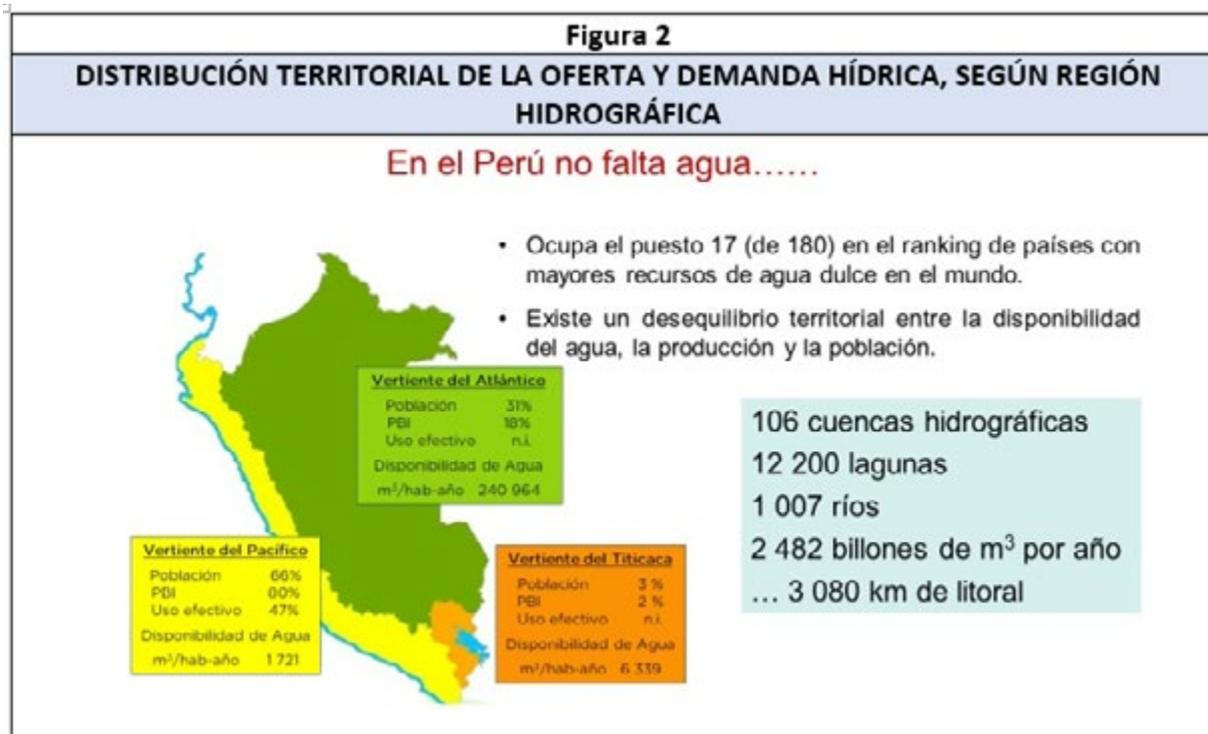 Figura 2
DISTRIBUCIÓN TERRITORIAL DE LA OFERTA Y DEMANDA HÍDRICA, SEGÚN REGIÓN
HIDROGRÁFICA
En el Perú no falta agua......
• Ocupa el puesto 17 (de 180) en el ranking de países con
mayores recursos de agua dulce en el mundo.
• Existe un desequilibrio territorial entre la disponibilidad
del agua, la producción y la población.
Vertiente del Atlántico
Población 31%
PBI 18%
Uso efectivo n.i.
Disponibilidad de Agua
m³/hab-año 240 964
106 cuencas hidrográficas
12 200 lagunas
1 007 ríos
2 482 billones de m³ por año
... 3 080 km de litoral
Vertiente del Pacífico
Población 66%
PBI 80%
Uso efectivo 47%
Disponibilidad de Agua
m³/hab-año 1 721
Vertiente del Titicaca
Población 3 %
PBI 2 %
Uso efectivo n.i.
Disponibilidad de Agua
m³/hab-año 6 339